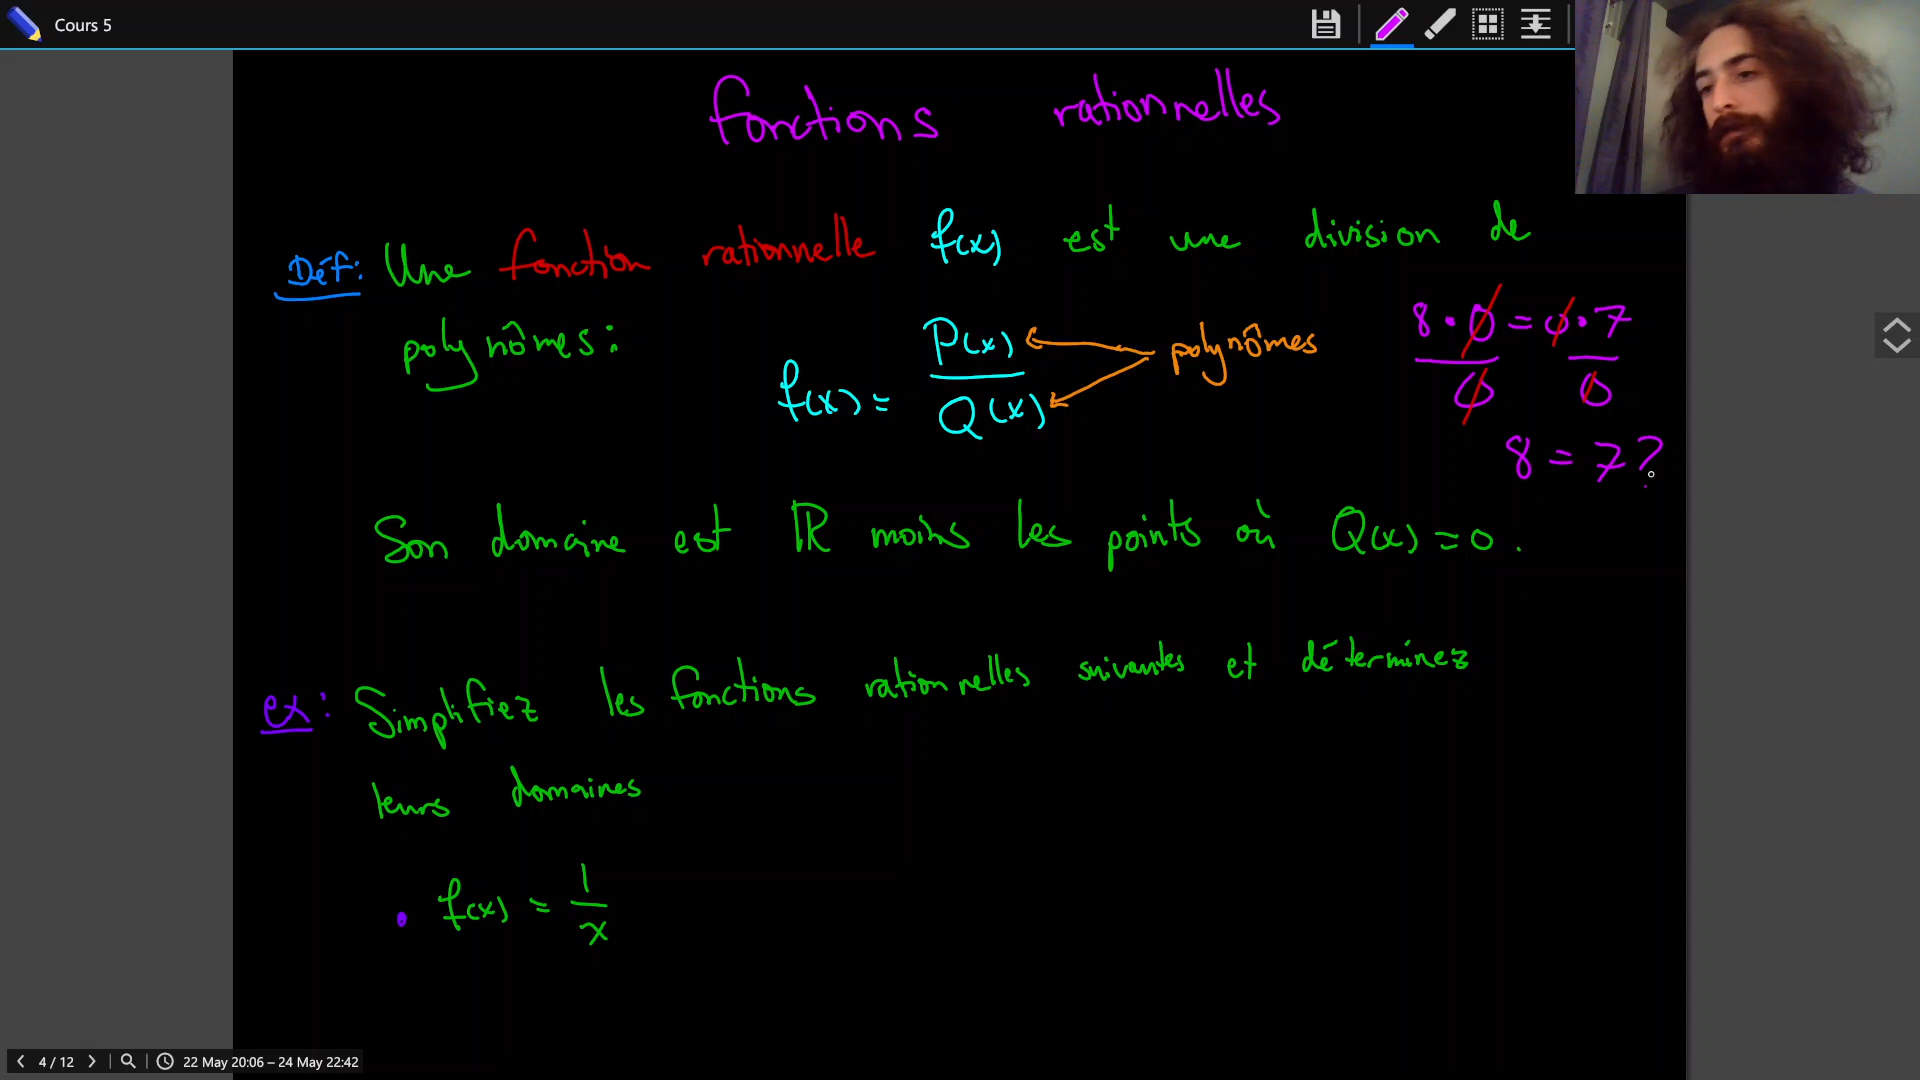 Cours 5
Fonctions rationnelles
Déf: Une fonction rationnelle f(x) est une division de
polynômes:
f(x) = P(x)/Q(x)
polynômes
8·0 = 0·7
0 0
8 = 7?
Son domaine est ℝ moins les points où Q(x) = 0.
ex: Simplifiez les fonctions rationnelles suivantes et déterminez
leurs domaines
• f(x) = 1/x
4 / 12 22 May 20:06 – 24 May 22:42